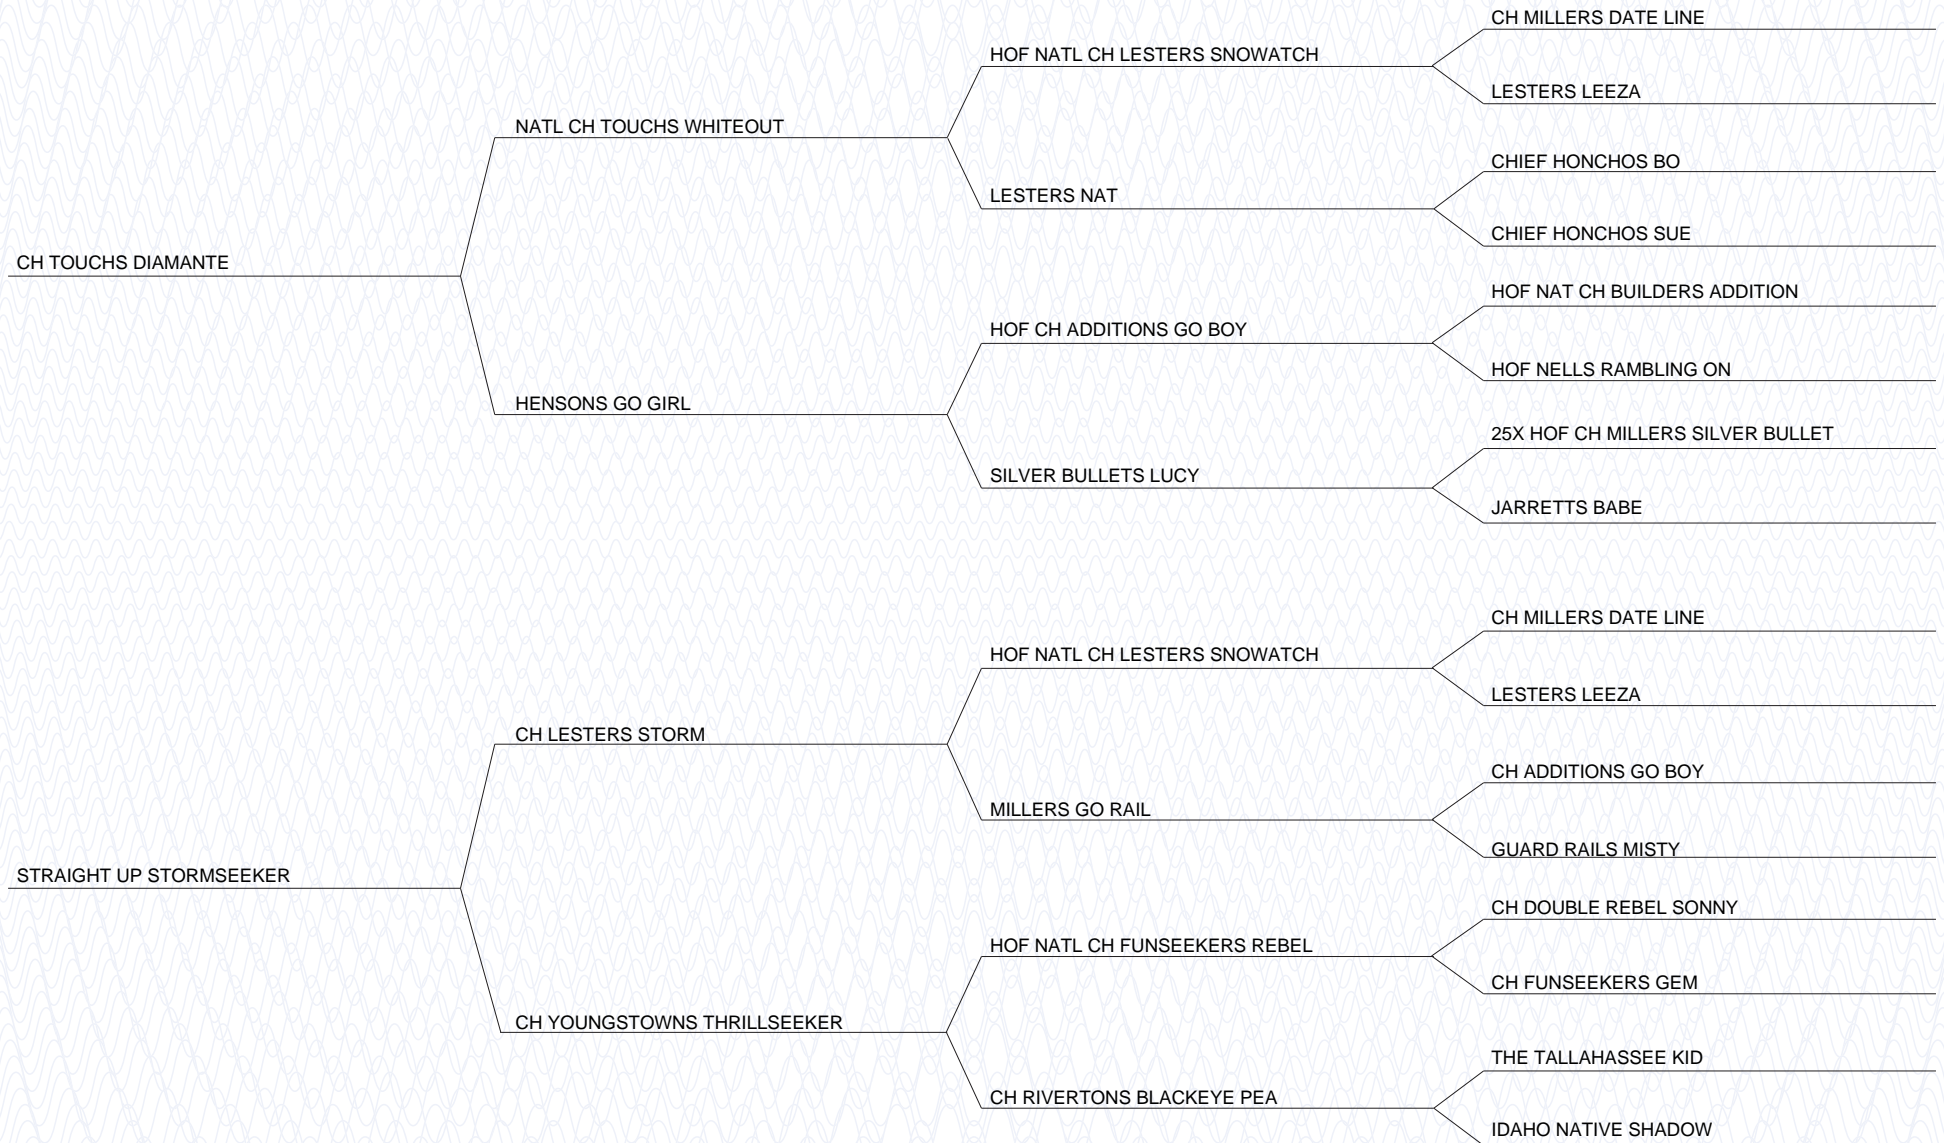 CH MILLERS DATE LINE
HOF NATL CH LESTERS SNOWATCH
LESTERS LEEZA
NATL CH TOUCHS WHITEOUT
CHIEF HONCHOS BO
LESTERS NAT
CHIEF HONCHOS SUE
CH TOUCHS DIAMANTE
HOF NAT CH BUILDERS ADDITION
HOF CH ADDITIONS GO BOY
HOF NELLS RAMBLING ON
HENSONS GO GIRL
25X HOF CH MILLERS SILVER BULLET
SILVER BULLETS LUCY
JARRETTS BABE
CH MILLERS DATE LINE
HOF NATL CH LESTERS SNOWATCH
LESTERS LEEZA
CH LESTERS STORM
CH ADDITIONS GO BOY
MILLERS GO RAIL
GUARD RAILS MISTY
STRAIGHT UP STORMSEEKER
CH DOUBLE REBEL SONNY
HOF NATL CH FUNSEEKERS REBEL
CH FUNSEEKERS GEM
CH YOUNGSTOWNS THRILLSEEKER
THE TALLAHASSEE KID
CH RIVERTONS BLACKEYE PEA
IDAHO NATIVE SHADOW